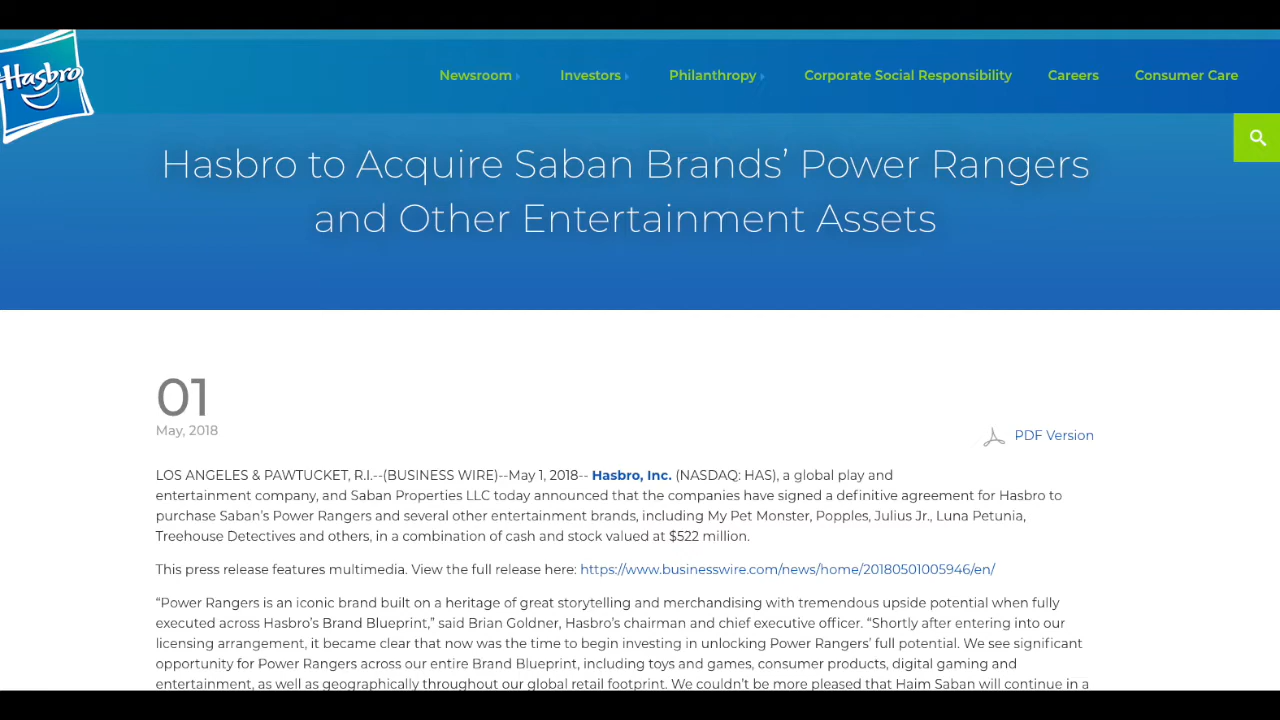 Hasbro
Newsroom
Investors
Philanthropy
Corporate Social Responsibility
Careers
Consumer Care
Hasbro to Acquire Saban Brands’ Power Rangers
and Other Entertainment Assets
01
May, 2018
PDF Version
LOS ANGELES & PAWTUCKET, R.I.--(BUSINESS WIRE)--May 1, 2018-- Hasbro, Inc. (NASDAQ: HAS), a global play and
entertainment company, and Saban Properties LLC today announced that the companies have signed a definitive agreement for Hasbro to
purchase Saban’s Power Rangers and several other entertainment brands, including My Pet Monster, Popples, Julius Jr., Luna Petunia,
Treehouse Detectives and others, in a combination of cash and stock valued at $522 million.
This press release features multimedia. View the full release here: https://www.businesswire.com/news/home/20180501005946/en/
“Power Rangers is an iconic brand built on a heritage of great storytelling and merchandising with tremendous upside potential when fully
executed across Hasbro’s Brand Blueprint,” said Brian Goldner, Hasbro’s chairman and chief executive officer. “Shortly after entering into our
licensing arrangement, it became clear that now was the time to begin investing in unlocking Power Rangers’ full potential. We see significant
opportunity for Power Rangers across our entire Brand Blueprint, including toys and games, consumer products, digital gaming and
entertainment, as well as geographically throughout our global retail footprint. We couldn’t be more pleased that Haim Saban will continue in a